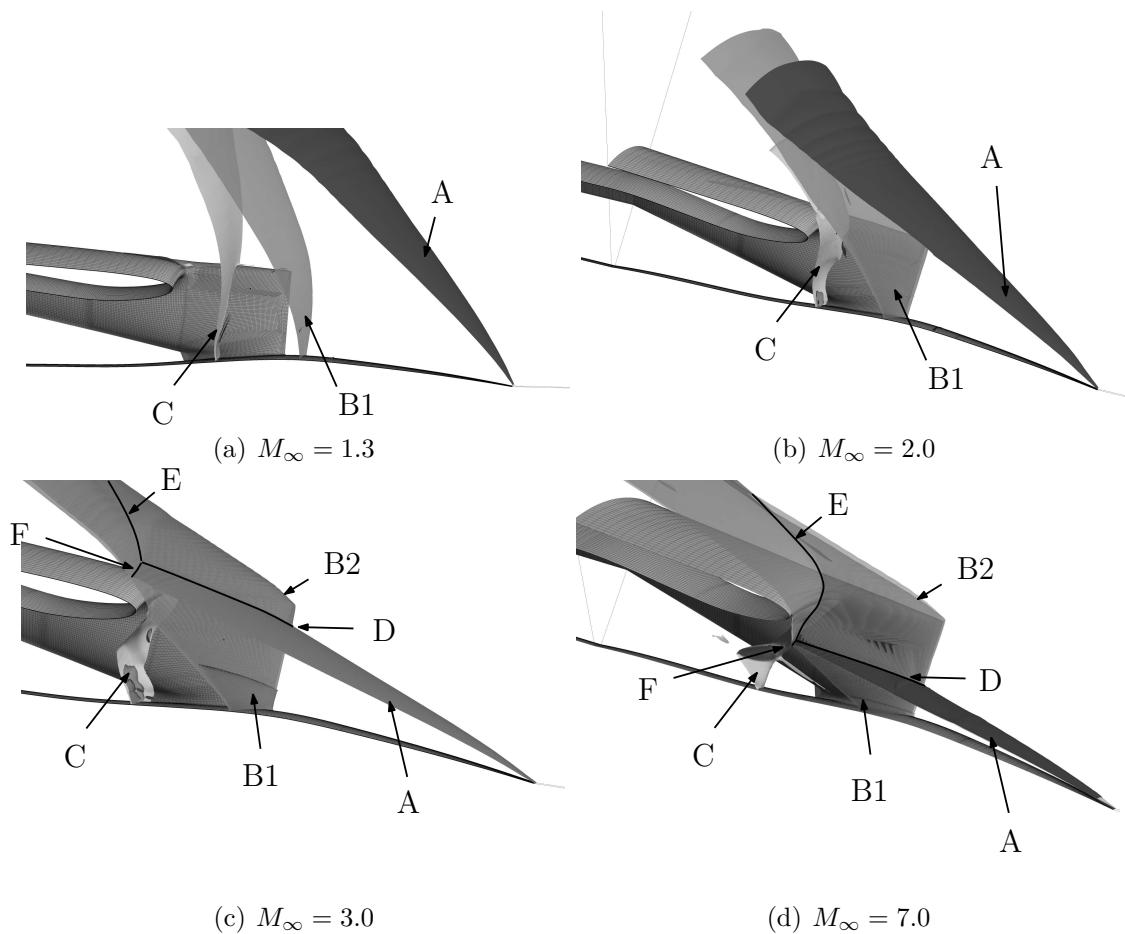 A
C
B1
(a) $M_\infty = 1.3$
A
C
B1
(b) $M_\infty = 2.0$
E
F
B2
D
C
B1
A
(c) $M_\infty = 3.0$
E
B2
F
D
C
B1
A
(d) $M_\infty = 7.0$